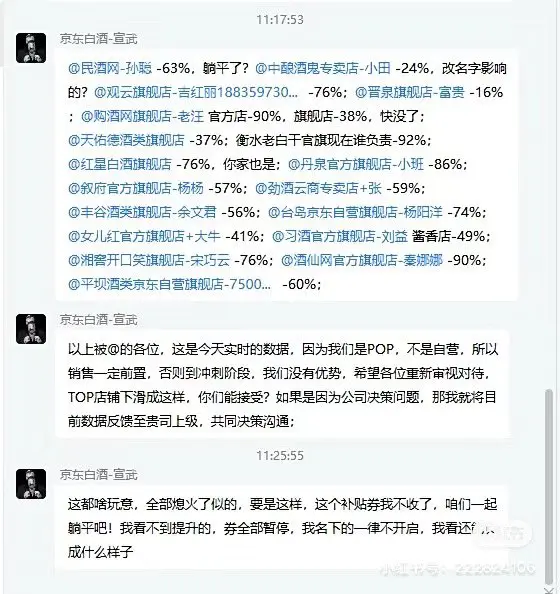 11:17:53
京东白酒-宣武
@民酒网-孙聪 -63%，躺平了？@中酿酒鬼专卖店-小田 -24%，改名字影响
的？@观云旗舰店-言红丽188359730... -76%；@晋泉旗舰店-富贵 -16%
；@购酒网旗舰店-老汪 官方店-90%，旗舰店-38%，快没了；
@天佑德酒类旗舰店 -37%；衡水老白干官旗现在谁负责-92%；
@红星白酒旗舰店 -76%，你家也是；@丹泉官方旗舰店-小班 -86%；
@叙府官方旗舰店-杨杨 -57%；@劲酒云商专卖店+张 -59%；
@丰谷酒类旗舰店-余文君 -56%；@台岛京东自营旗舰店-杨阳洋 -74%；
@女儿红官方旗舰店+大牛 -41%；@习酒官方旗舰店-刘益 酱香店-49%；
@湘窖开口笑旗舰店-宋巧云 -76%；@酒仙网官方旗舰店-秦娜娜 -90%；
@平坝酒类京东自营旗舰店-7500... -60%；
京东白酒-宣武
以上被@的各位，这是今天实时的数据，因为我们是POP，不是自营，所以
销售一定前置，否则到冲刺阶段，我们没有优势，希望各位重新审视对待，
TOP店铺下滑成这样，你们能接受？如果是因为公司决策问题，那我就将目
前数据反馈至贵司上级，共同决策沟通；
11:25:55
京东白酒-宣武
这都啥玩意，全部熄火了似的，要是这样，这个补贴券我不收了，咱们一起
躺平吧！我看不到提升的，券全部暂停，我名下的一律不开启，我看还能
成什么样子
小红书号：222824106